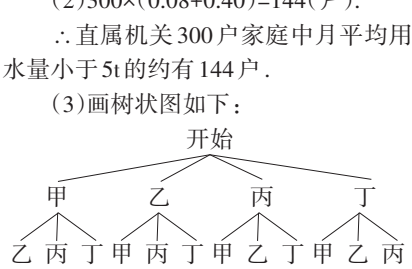 (2)300×(0.08+0.40)=144(户).
∴直属机关300户家庭中月平均用
水量小于5t的约有144户.
(3)画树状图如下：
开始
甲 乙 丙 丁
乙 丙 丁 甲 丙 丁 甲 乙 丁 甲 乙 丙